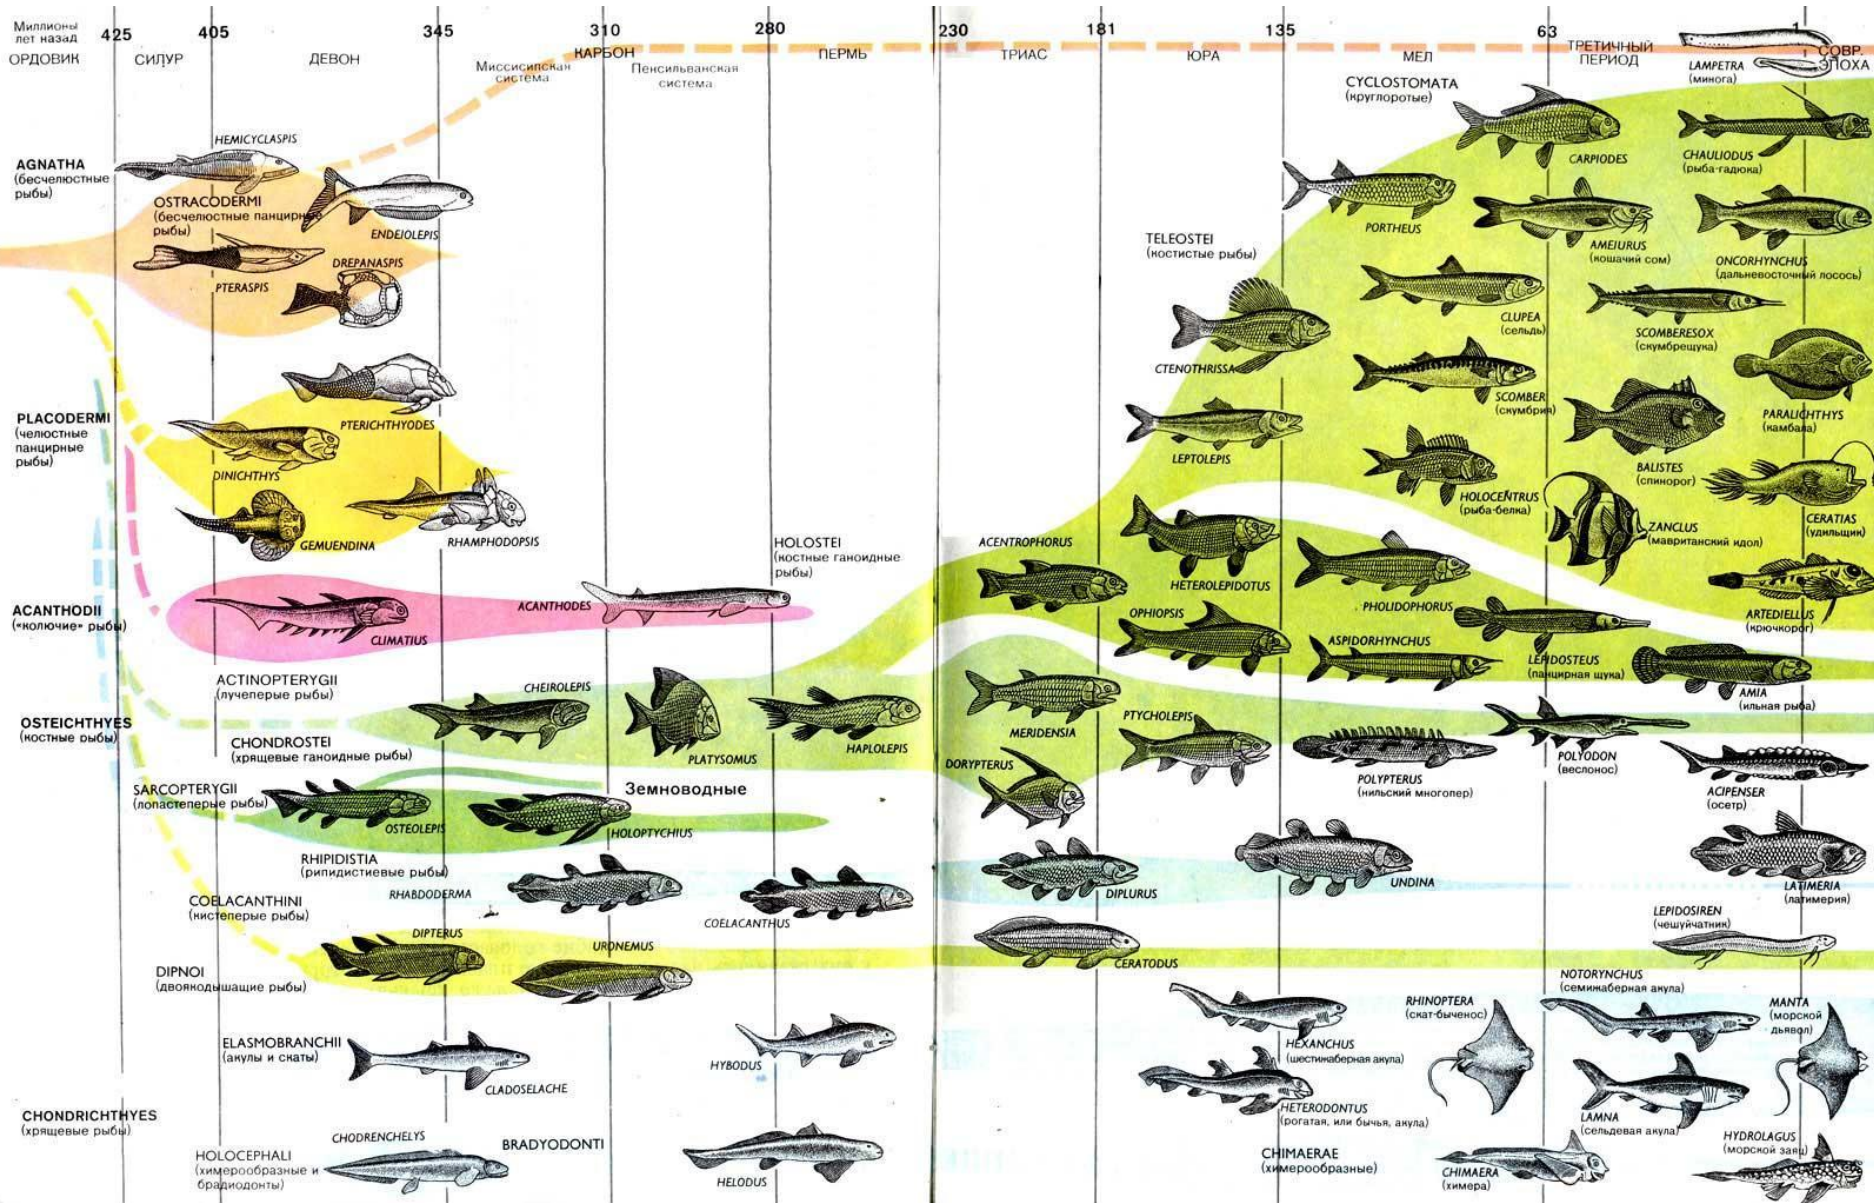 Миллионы
лет назад
425
405
345
310
280
230
181
135
63
1
ОРДОВИК
СИЛУР
ДЕВОН
Миссисипская
система
КАРБОН
Пенсильванская
система
ПЕРМЬ
ТРИАС
ЮРА
МЕЛ
ТРЕТИЧНЫЙ
ПЕРИОД
СОВР.
ЭПОХА
LAMPETRA
(минога)
CYCLOSTOMATA
(круглоротые)
HEMICYCLASPIS
AGNATHA
(бесчелюстные
рыбы)
OSTRACODERMI
(бесчелюстные панцирные
рыбы)
ENDEIOLEPIS
PTERASPIS
DREPANASPIS
CARPIODES
CHAULIODUS
(рыба-гадюка)
PORTHEUS
TELEOSTEI
(костистые рыбы)
AMEIURUS
(кошачий сом)
ONCORHYNCHUS
(дальневосточный лосось)
CLUPEA
(сельдь)
SCOMBERESOX
(скумбрещука)
CTENOTHRISSA
SCOMBER
(скумбрия)
PARALICHTHYS
(камбала)
PLACODERMI
(челюстные
панцирные
рыбы)
PTERICHTHYODES
DINICHTHYS
GEMUENDINA
RHAMPHODOPSIS
LEPTOLEPIS
BALISTES
(спинорог)
HOLOCENTRUS
(рыба-белка)
ZANCLUS
(мавританский идол)
CERATIAS
(удильщик)
HOLOSTEI
(костные ганоидные
рыбы)
ACENTROPHORUS
HETEROLEPIDOTUS
ACANTHODII
(«колючие» рыбы)
CLIMATIUS
ACANTHODES
OPHIOPSIS
PHOLIDOPHORUS
ARTEDIELLUS
(крючкорог)
ASPIDORHYNCHUS
LEPIDOSTEUS
(панцирная щука)
AMIA
(ильная рыба)
ACTINOPTERYGII
(лучеперые рыбы)
CHEIROLEPIS
OSTEICHTHYES
(костные рыбы)
CHONDROSTEI
(хрящевые ганоидные рыбы)
PLATYSOMUS
HAPLOLEPIS
MERIDENSIA
PTYCHOLEPIS
DORYPTERUS
POLYPTERUS
(нильский многопер)
POLYODON
(веслонос)
ACIPENSER
(осетр)
SARCOPTERYGII
(лопастеперые рыбы)
Земноводные
OSTEOLEPIS
HOLOPTYCHIUS
RHIPIDISTIA
(рипидистиевые рыбы)
RHABDODERMA
COELACANTHINI
(кистеперые рыбы)
COELACANTHUS
DIPLURUS
UNDINA
LATIMERIA
(латимерия)
LEPIDOSIREN
(чешуйчатник)
DIPTERUS
URONEMUS
CERATODUS
DIPNOI
(двоякодышащие рыбы)
NOTORYNCHUS
(семижаберная акула)
RHINOPTERA
(скат-быченос)
MANTA
(морской
дьявол)
ELASMOBRANCHII
(акулы и скаты)
CLADOSELACHE
HYBODUS
HEXANCHUS
(шестижаберная акула)
HETERODONTUS
(рогатая, или бычья, акула)
LAMNA
(сельдевая акула)
CHONDRICHTHYES
(хрящевые рыбы)
HOLOCEPHALI
(химерообразные и
брадиодонты)
CHODRENCHELYS
BRADYODONTI
HELODUS
CHIMAERAE
(химерообразные)
CHIMAERA
(химера)
HYDROLAGUS
(морской заяц)